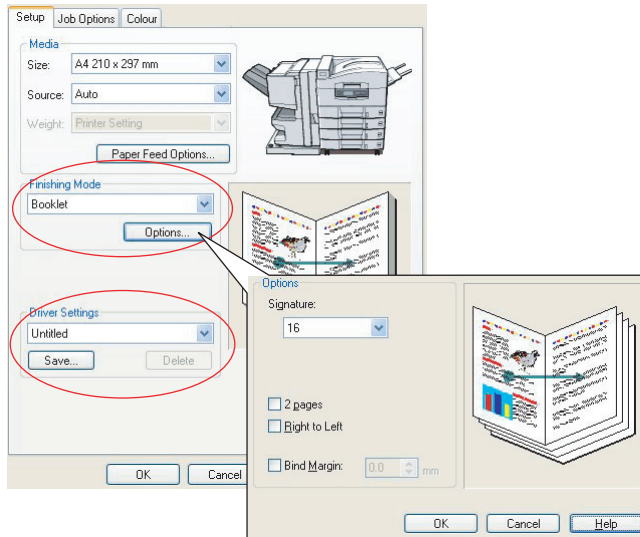 Setup Job Options Colour
Media
Size: A4 210 x 297 mm
Source: Auto
Weight: Printer Setting
Paper Feed Options...
Finishing Mode
Booklet
Options...
Driver Settings
Untitled
Save... Delete
OK Cancel
Options
Signature:
16
2 pages
Right to Left
Bind Margin: 0.0 mm
OK Cancel Help